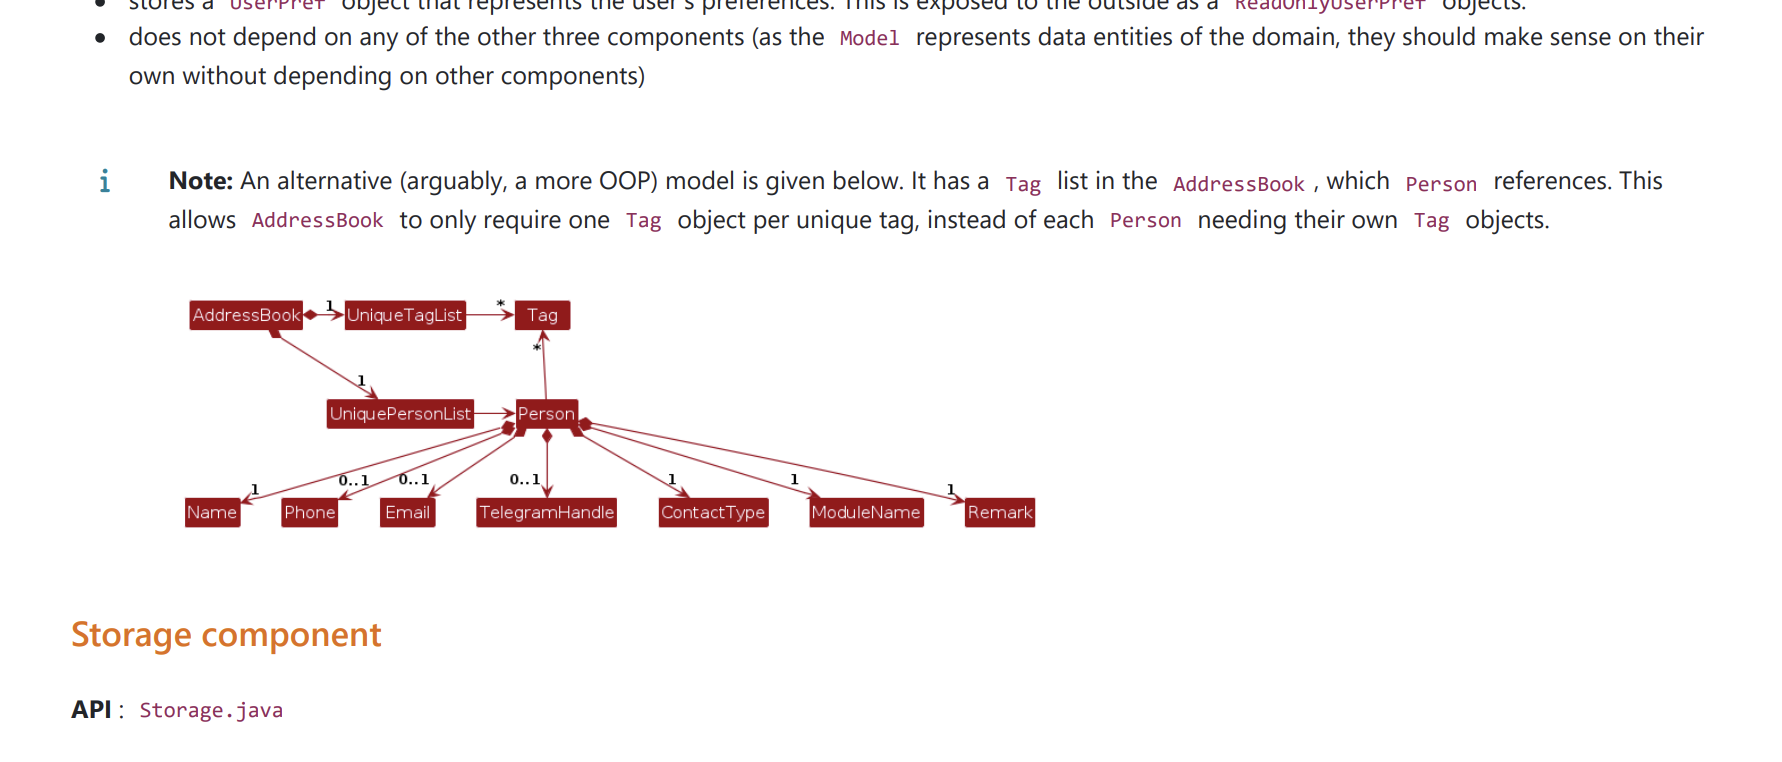 stores a UserPref object that represents the user's preferences. This is exposed to the outside as a ReadOnlyUserPref objects.
does not depend on any of the other three components (as the Model represents data entities of the domain, they should make sense on their
own without depending on other components)
i Note: An alternative (arguably, a more OOP) model is given below. It has a Tag list in the AddressBook , which Person references. This
allows AddressBook to only require one Tag object per unique tag, instead of each Person needing their own Tag objects.
AddressBook 1 UniqueTagList * Tag
*
1
UniquePersonList Person
1 0..1 0..1 0..1 1 1 1
Name Phone Email TelegramHandle ContactType ModuleName Remark
Storage component
API : Storage.java